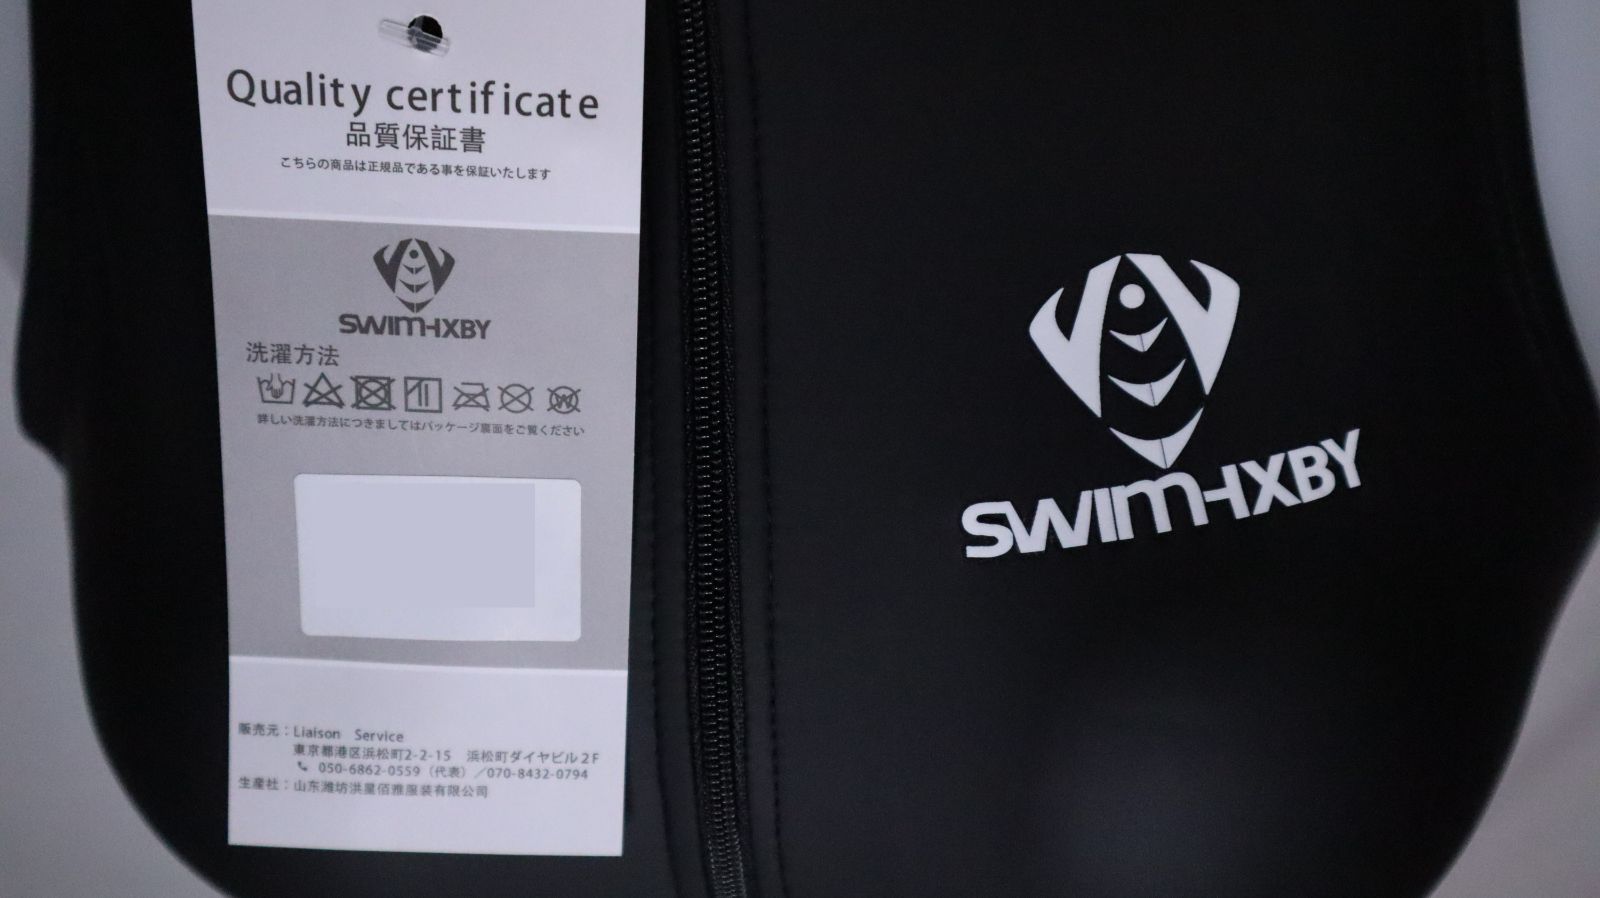 Quality certificate
品質保証書
こちらの商品は正規品である事を保証いたします
SWIMHXBY
洗濯方法
詳しい洗濯方法につきましてはパッケージ裏面をご覧ください
販売元：Liaison Service
東京都港区浜松町2-2-15 浜松町ダイヤビル2F
050-6862-0559（代表）／070-8432-0794
生産社：山东潍坊洪星佰雅服装有限公司
SWIMHXBY